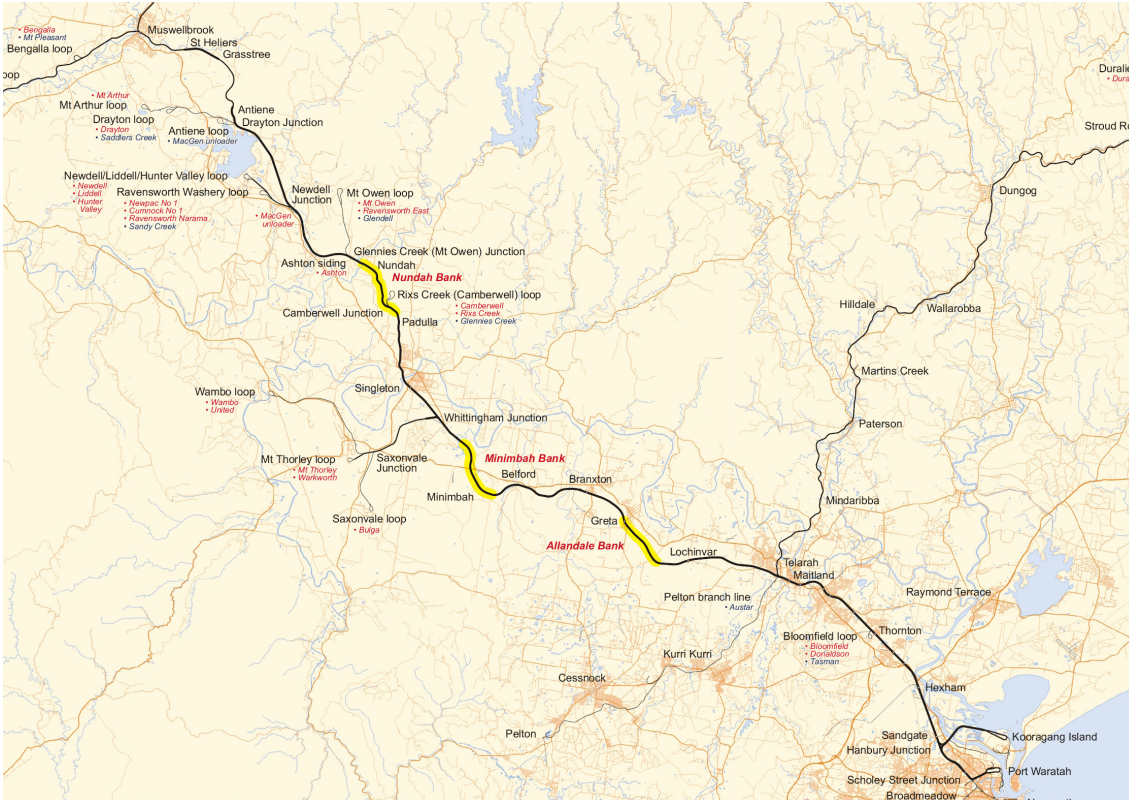 • Bengalla
• Mt Pleasant
Bengalla loop
oop
Muswellbrook
St Heliers
Grasstree
• Mt Arthur
Mt Arthur loop
Drayton loop
• Drayton
• Saddlers Creek
Antiene loop
• MacGen unloader
Antiene
Drayton Junction
Newdell/Liddell/Hunter Valley loop
• Newdell
• Liddell
• Hunter
Valley
Ravensworth Washery loop
• Newpac No 1
• Cumnock No 1
• Ravensworth Narama
• Sandy Creek
• MacGen
unloader
Newdell
Junction
Mt Owen loop
• Mt Owen
• Ravensworth East
• Glendell
Glennies Creek (Mt Owen) Junction
Ashton siding
• Ashton
Nundah
Nundah Bank
Rixs Creek (Camberwell) loop
• Camberwell
• Rixs Creek
• Glennies Creek
Camberwell Junction
Padulla
Singleton
Wambo loop
• Wambo
• United
Whittingham Junction
Mt Thorley loop
• Mt Thorley
• Warkworth
Saxonvale
Junction
Saxonvale loop
• Bulga
Minimbah Bank
Minimbah
Belford
Branxton
Greta
Allandale Bank
Lochinvar
Duralie
• Dura
Stroud Ro
Dungog
Hilldale
Wallarobba
Martins Creek
Paterson
Mindaribba
Telarah
Maitland
Raymond Terrace
Pelton branch line
• Austar
Bloomfield loop
• Bloomfield
• Donaldson
• Tasman
Thornton
Kurri Kurri
Cessnock
Pelton
Hexham
Sandgate
Hanbury Junction
Kooragang Island
Port Waratah
Scholey Street Junction
Broadmeadow